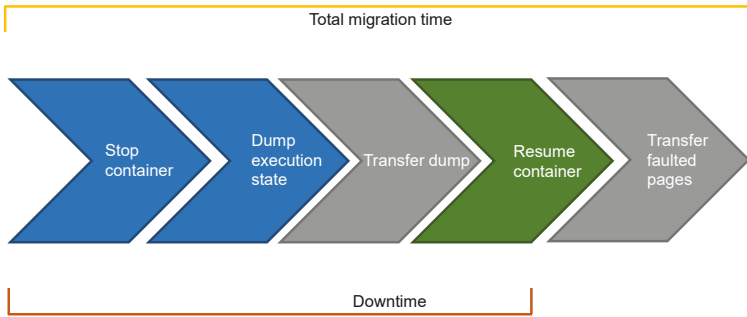 Total migration time
Stop
container
Dump
execution
state
Transfer dump
Resume
container
Transfer
faulted
pages
Downtime